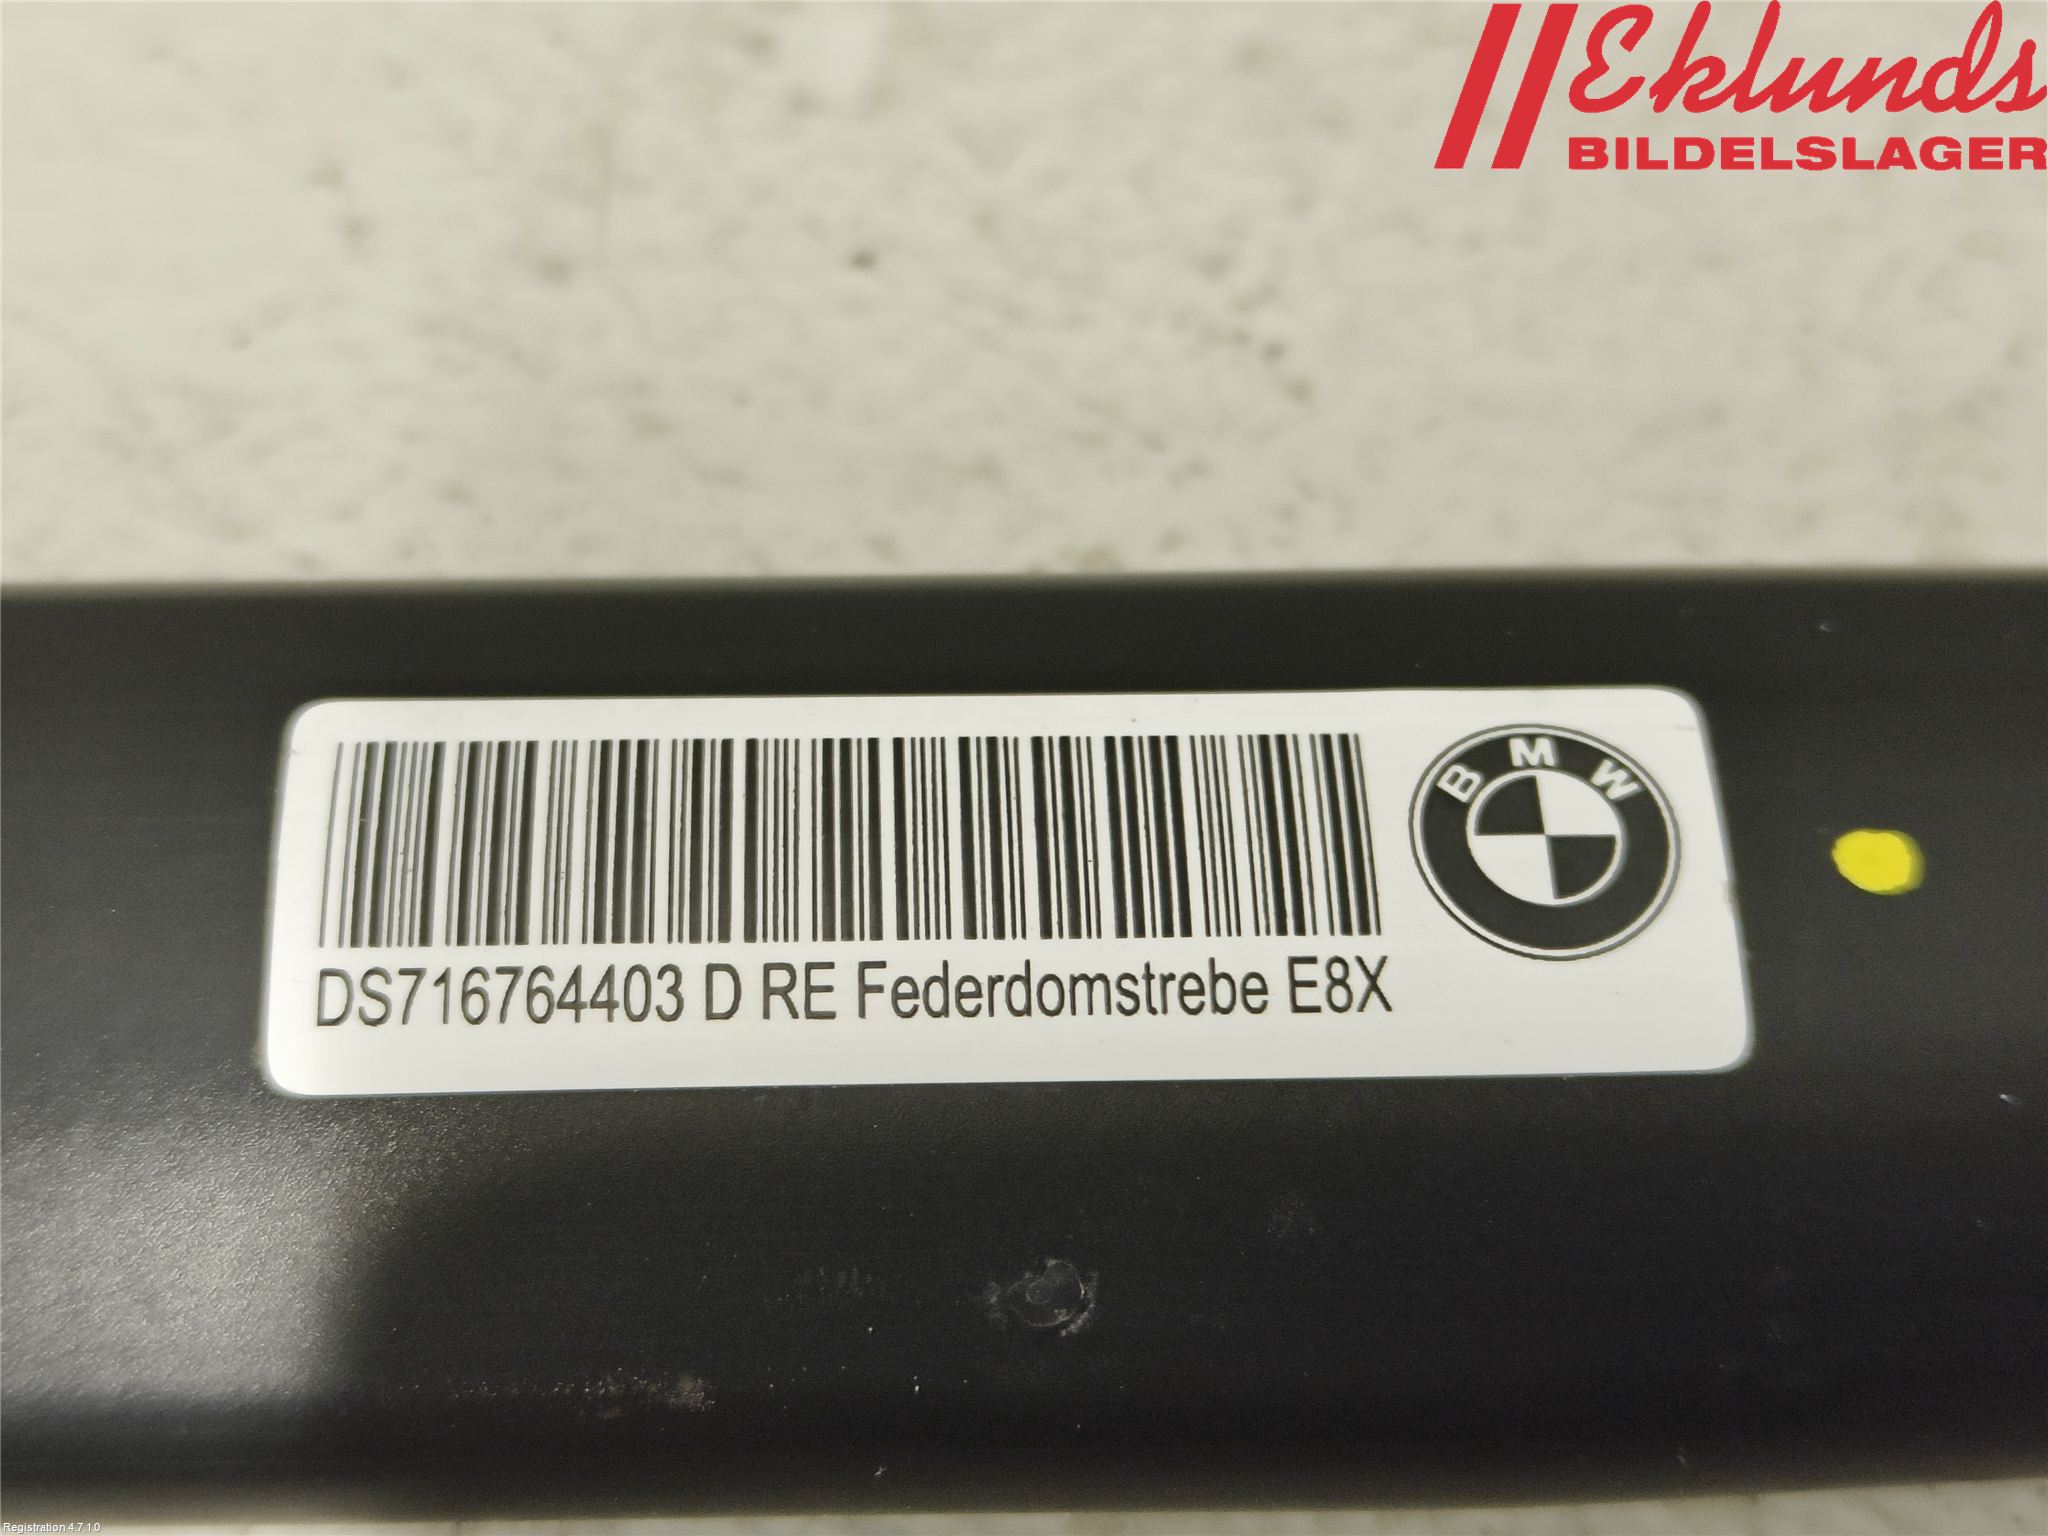 Eklunds
BILDELSLAGER
BMW
DS716764403 D RE Federdomstrebe E8X
Registration 4.7.1.0